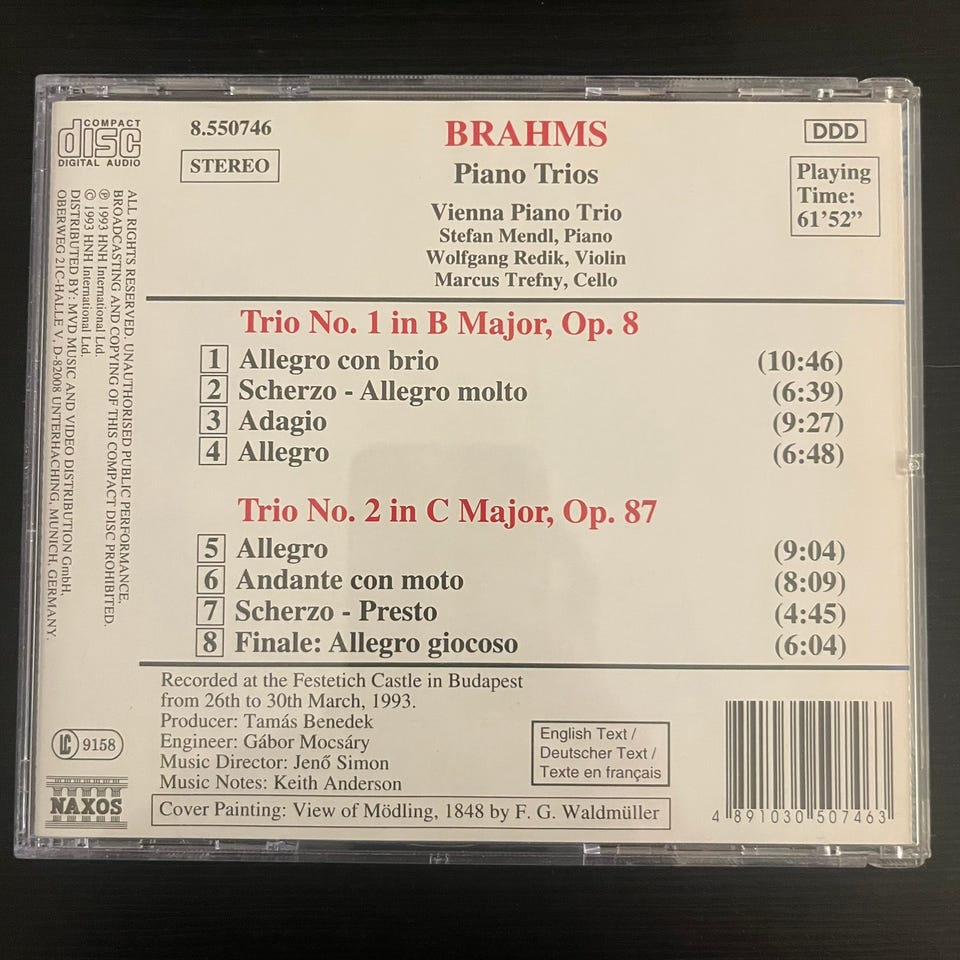 COMPACT
disc
DIGITAL AUDIO
8.550746
STEREO
BRAHMS
Piano Trios
Vienna Piano Trio
Stefan Mendl, Piano
Wolfgang Redik, Violin
Marcus Trefny, Cello
DDD
Playing
Time:
61’52”
ALL RIGHTS RESERVED, UNAUTHORISED PUBLIC PERFORMANCE,
BROADCASTING AND COPYING OF THIS COMPACT DISC PROHIBITED.
℗ 1993 HNH International Ltd.
© 1993 HNH International Ltd.
DISTRIBUTED BY: MVD MUSIC AND VIDEO DISTRIBUTION GmbH,
OBERWEG 21C-HALLE V, D-82008 UNTERHACHING, MUNICH, GERMANY.
Trio No. 1 in B Major, Op. 8
1 Allegro con brio (10:46)
2 Scherzo - Allegro molto (6:39)
3 Adagio (9:27)
4 Allegro (6:48)
Trio No. 2 in C Major, Op. 87
5 Allegro (9:04)
6 Andante con moto (8:09)
7 Scherzo - Presto (4:45)
8 Finale: Allegro giocoso (6:04)
Recorded at the Festetich Castle in Budapest
from 26th to 30th March, 1993.
Producer: Tamás Benedek
Engineer: Gábor Mocsáry
Music Director: Jenő Simon
Music Notes: Keith Anderson
English Text /
Deutscher Text /
Texte en français
Cover Painting: View of Mödling, 1848 by F. G. Waldmüller
LC 9158
NAXOS
4 891030 507463